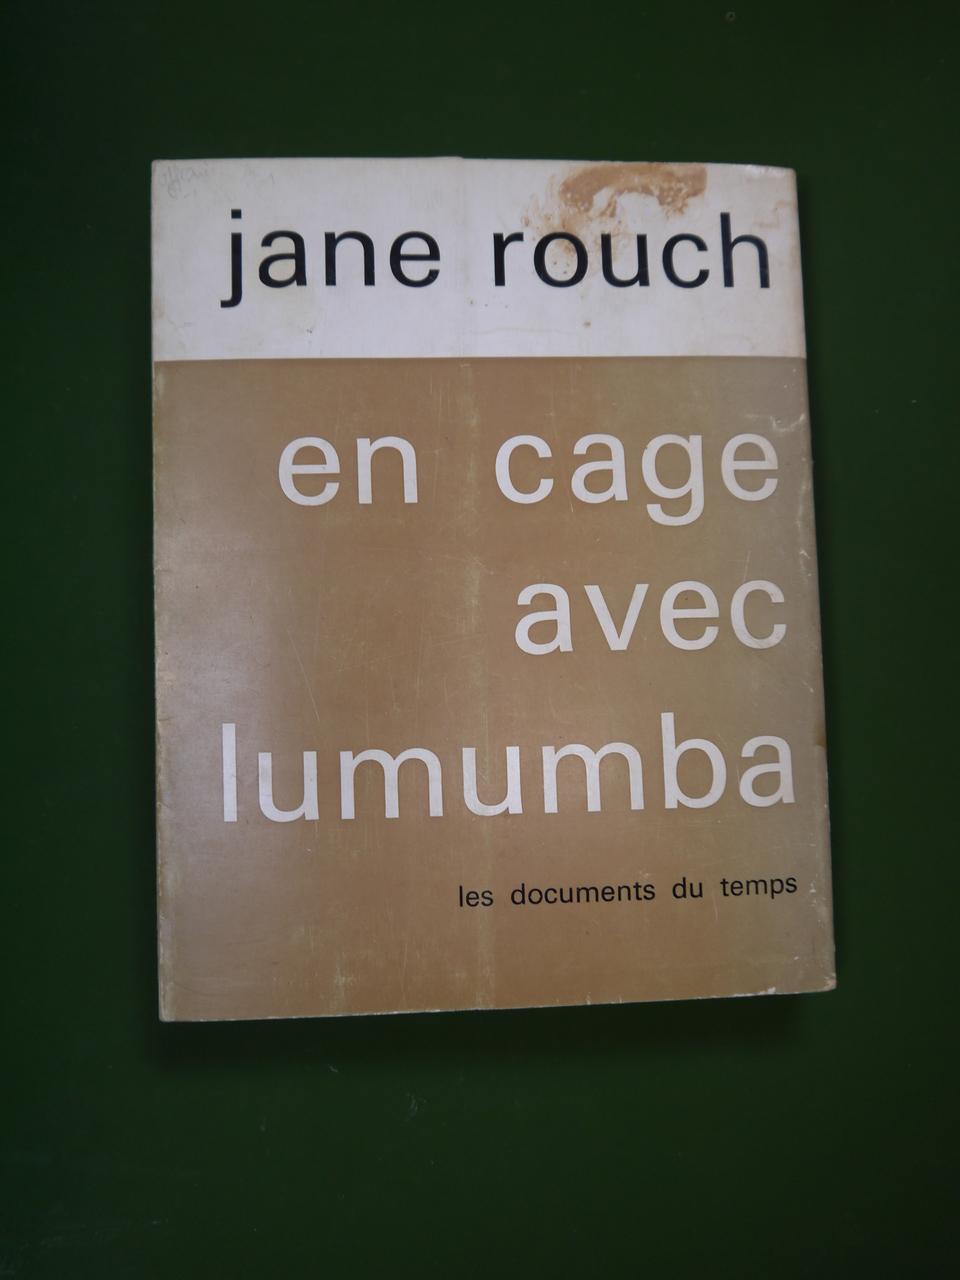 jane rouch
en cage
avec
lumumba
les documents du temps